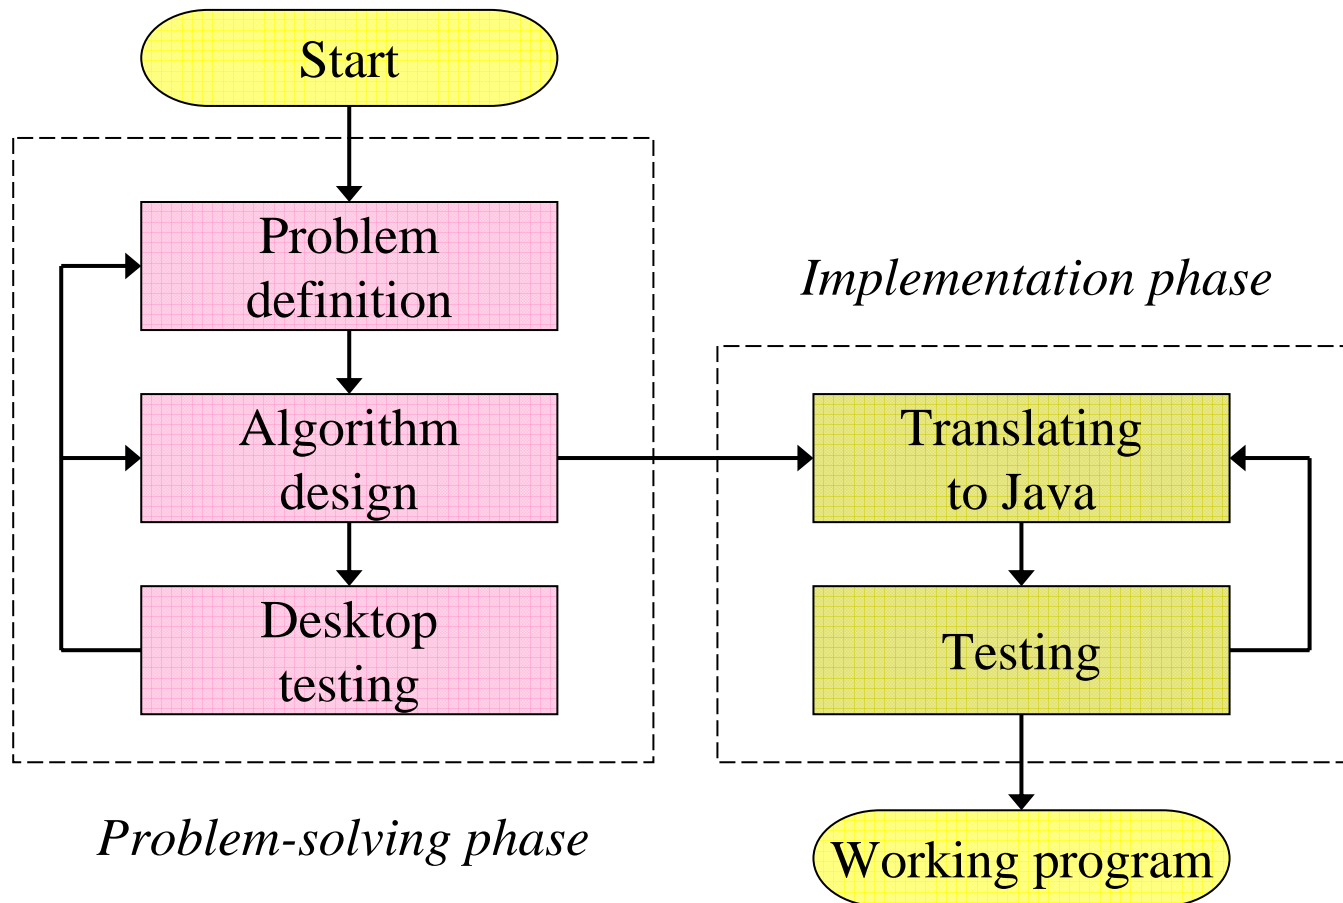 Start
Problem
definition
Algorithm
design
Desktop
testing
Problem-solving phase
Implementation phase
Translating
to Java
Testing
Working program